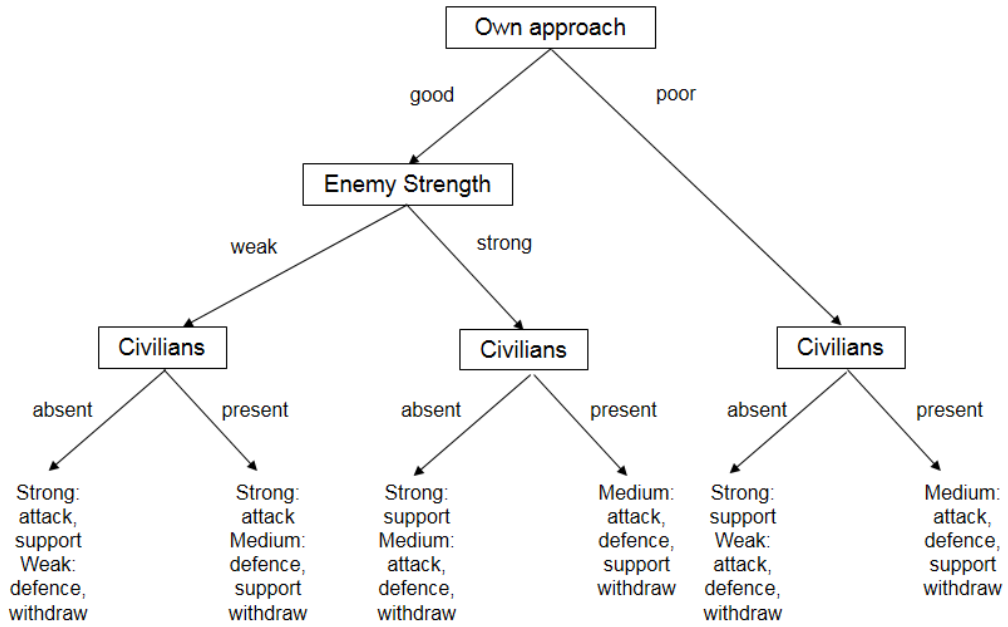 Own approach
good
poor
Enemy Strength
weak
strong
Civilians
Civilians
Civilians
absent
present
absent
present
absent
present
Strong:
attack,
support
Weak:
defence,
withdraw
Strong:
attack
Medium:
defence,
support
withdraw
Strong:
support
Medium:
attack,
defence,
withdraw
Medium:
attack,
defence,
support
withdraw
Strong:
support
Weak:
attack,
defence,
withdraw
Medium:
attack,
defence,
support
withdraw